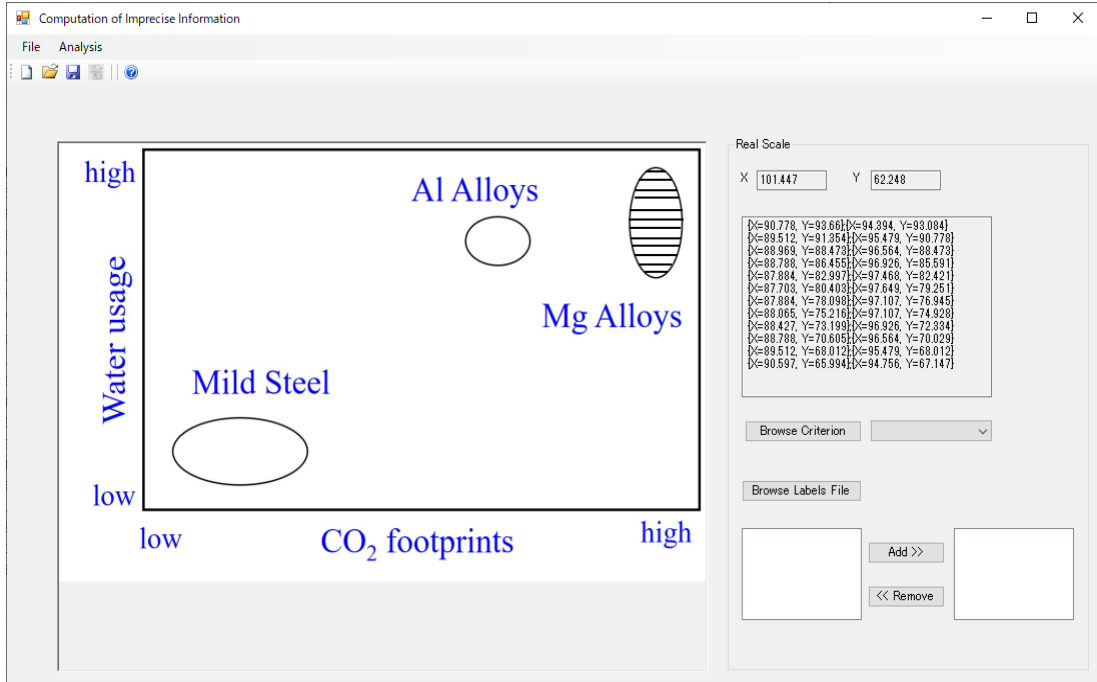 Computation of Imprecise Information
File Analysis
high
Al Alloys
Mg Alloys
Water usage
Mild Steel
low
low
CO₂ footprints
high
Real Scale
X 101.447 Y 62.248
{X=90.778, Y=93.66};{X=94.394, Y=93.084}
{X=89.512, Y=91.354};{X=95.479, Y=90.778}
{X=88.969, Y=88.473};{X=96.564, Y=88.473}
{X=88.788, Y=86.455};{X=96.926, Y=85.591}
{X=87.884, Y=82.997};{X=97.468, Y=82.421}
{X=87.703, Y=80.403};{X=97.649, Y=79.251}
{X=87.884, Y=78.098};{X=97.107, Y=76.945}
{X=88.065, Y=75.216};{X=97.107, Y=74.928}
{X=88.427, Y=73.199};{X=96.926, Y=72.334}
{X=88.788, Y=70.605};{X=96.564, Y=70.029}
{X=89.512, Y=68.012};{X=95.479, Y=68.012}
{X=90.597, Y=65.994};{X=94.756, Y=67.147}
Browse Criterion
Browse Labels File
Add >>
<< Remove